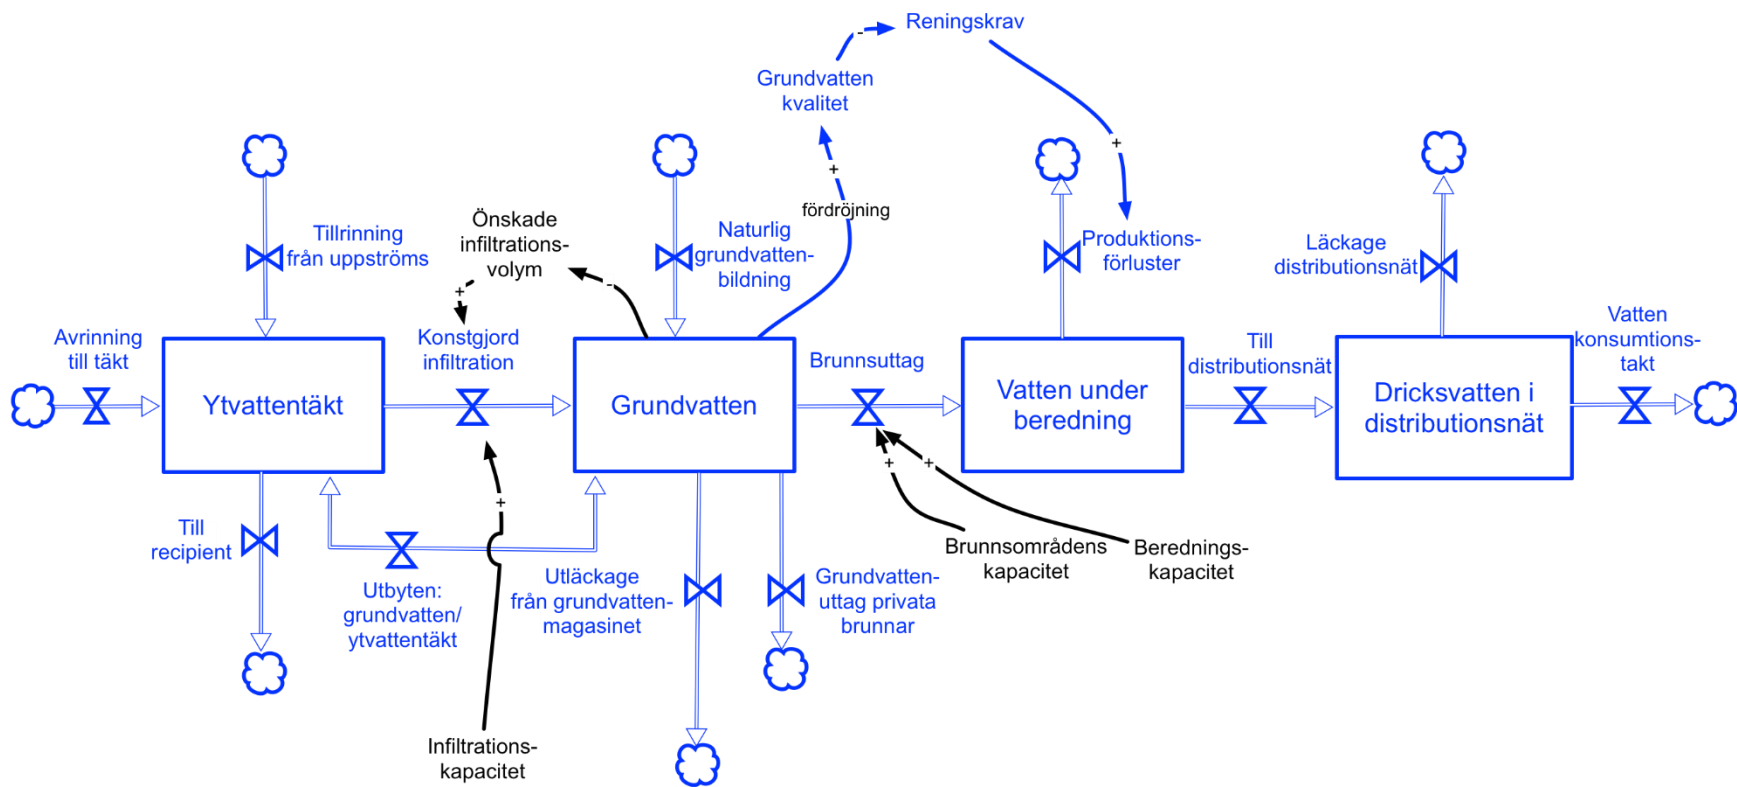 Reningskrav
-
Grundvatten
kvalitet
+
+
fördröjning
Önskade
infiltrations-
volym
Tillrinning
från uppströms
Naturlig
grundvatten-
bildning
Produktions-
förluster
Läckage
distributionsnät
+
-
Avrinning
till täkt
Konstgjord
infiltration
Brunnsuttag
Till
distributionsnät
Vatten
konsumtions-
takt
Ytvattentäkt
Grundvatten
Vatten under
beredning
Dricksvatten i
distributionsnät
+
+
+
Till
recipient
Utbyten:
grundvatten/
ytvattentäkt
Utläckage
från grundvatten-
magasinet
Grundvatten-
uttag privata
brunnar
Brunnsområdens
kapacitet
Berednings-
kapacitet
Infiltrations-
kapacitet